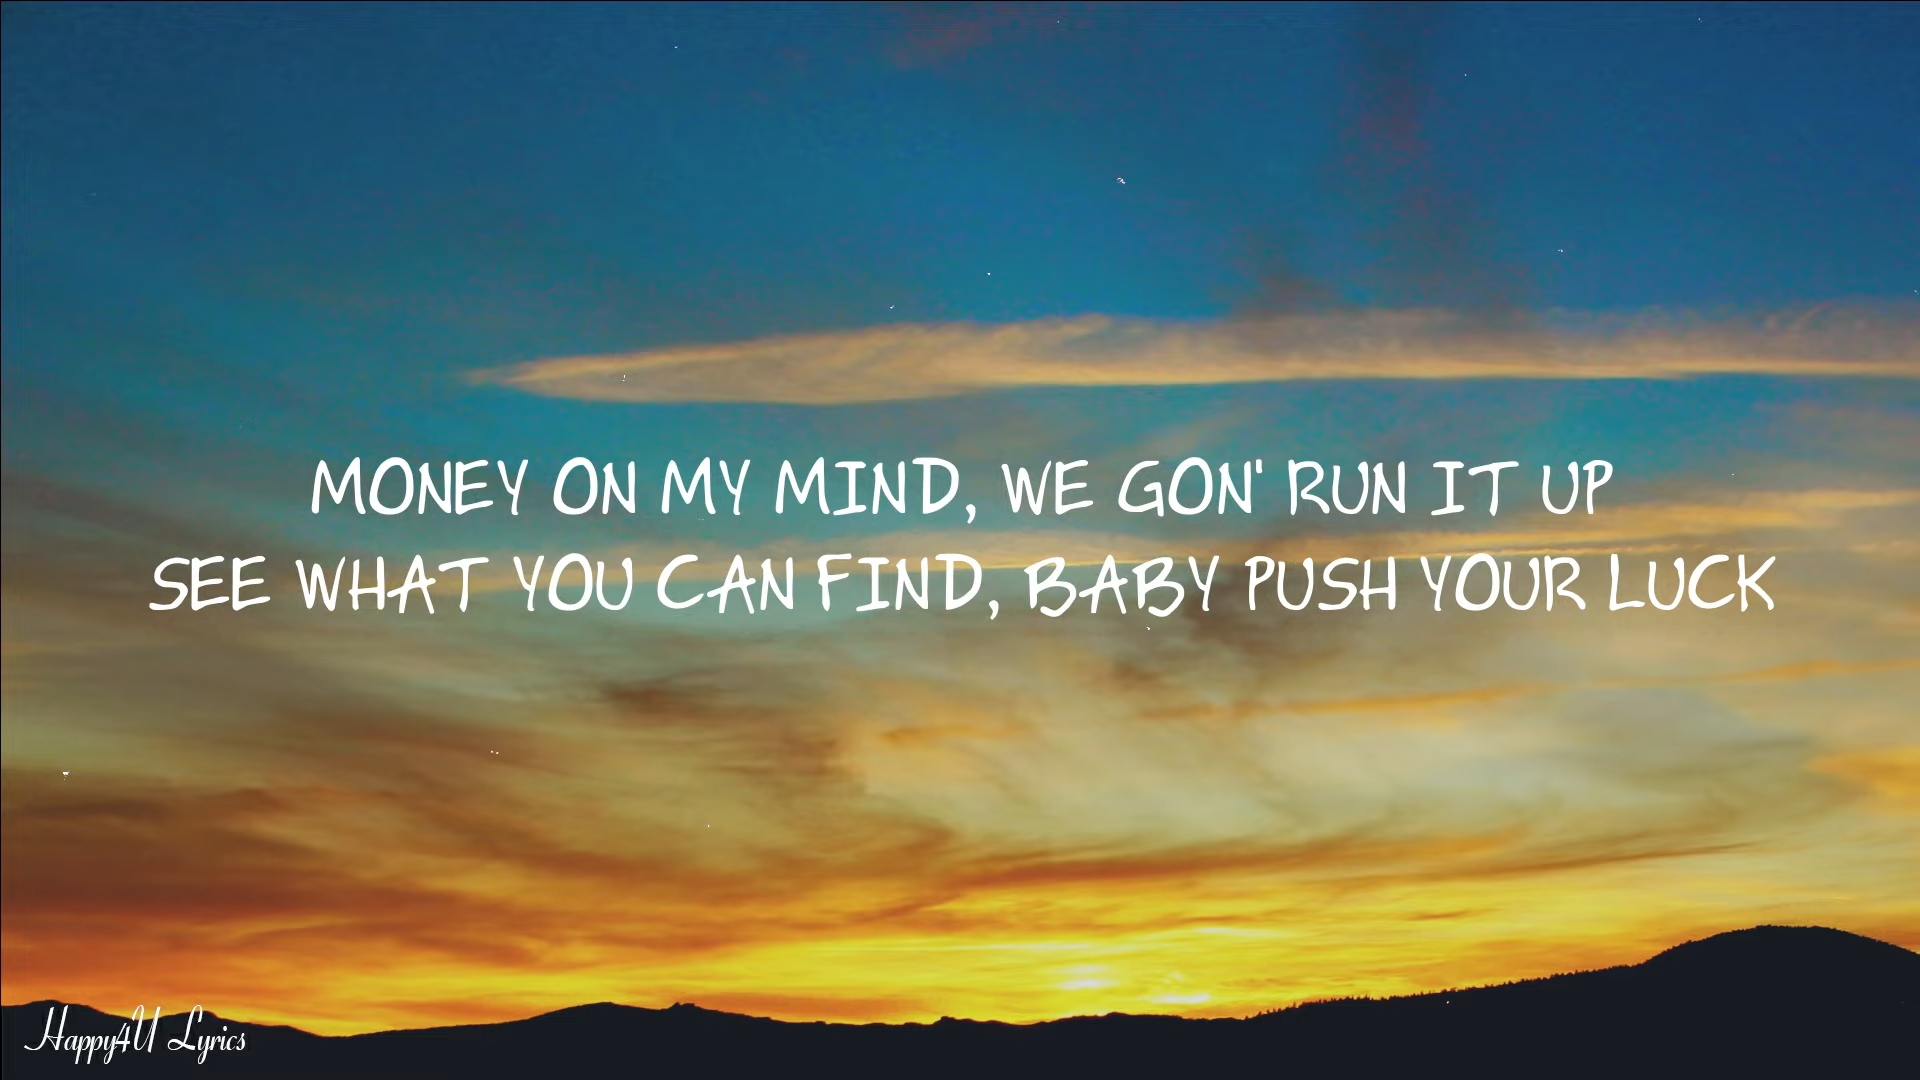 MONEY ON MY MIND, WE GON' RUN IT UP
SEE WHAT YOU CAN FIND, BABY PUSH YOUR LUCK
Happy4U Lyrics